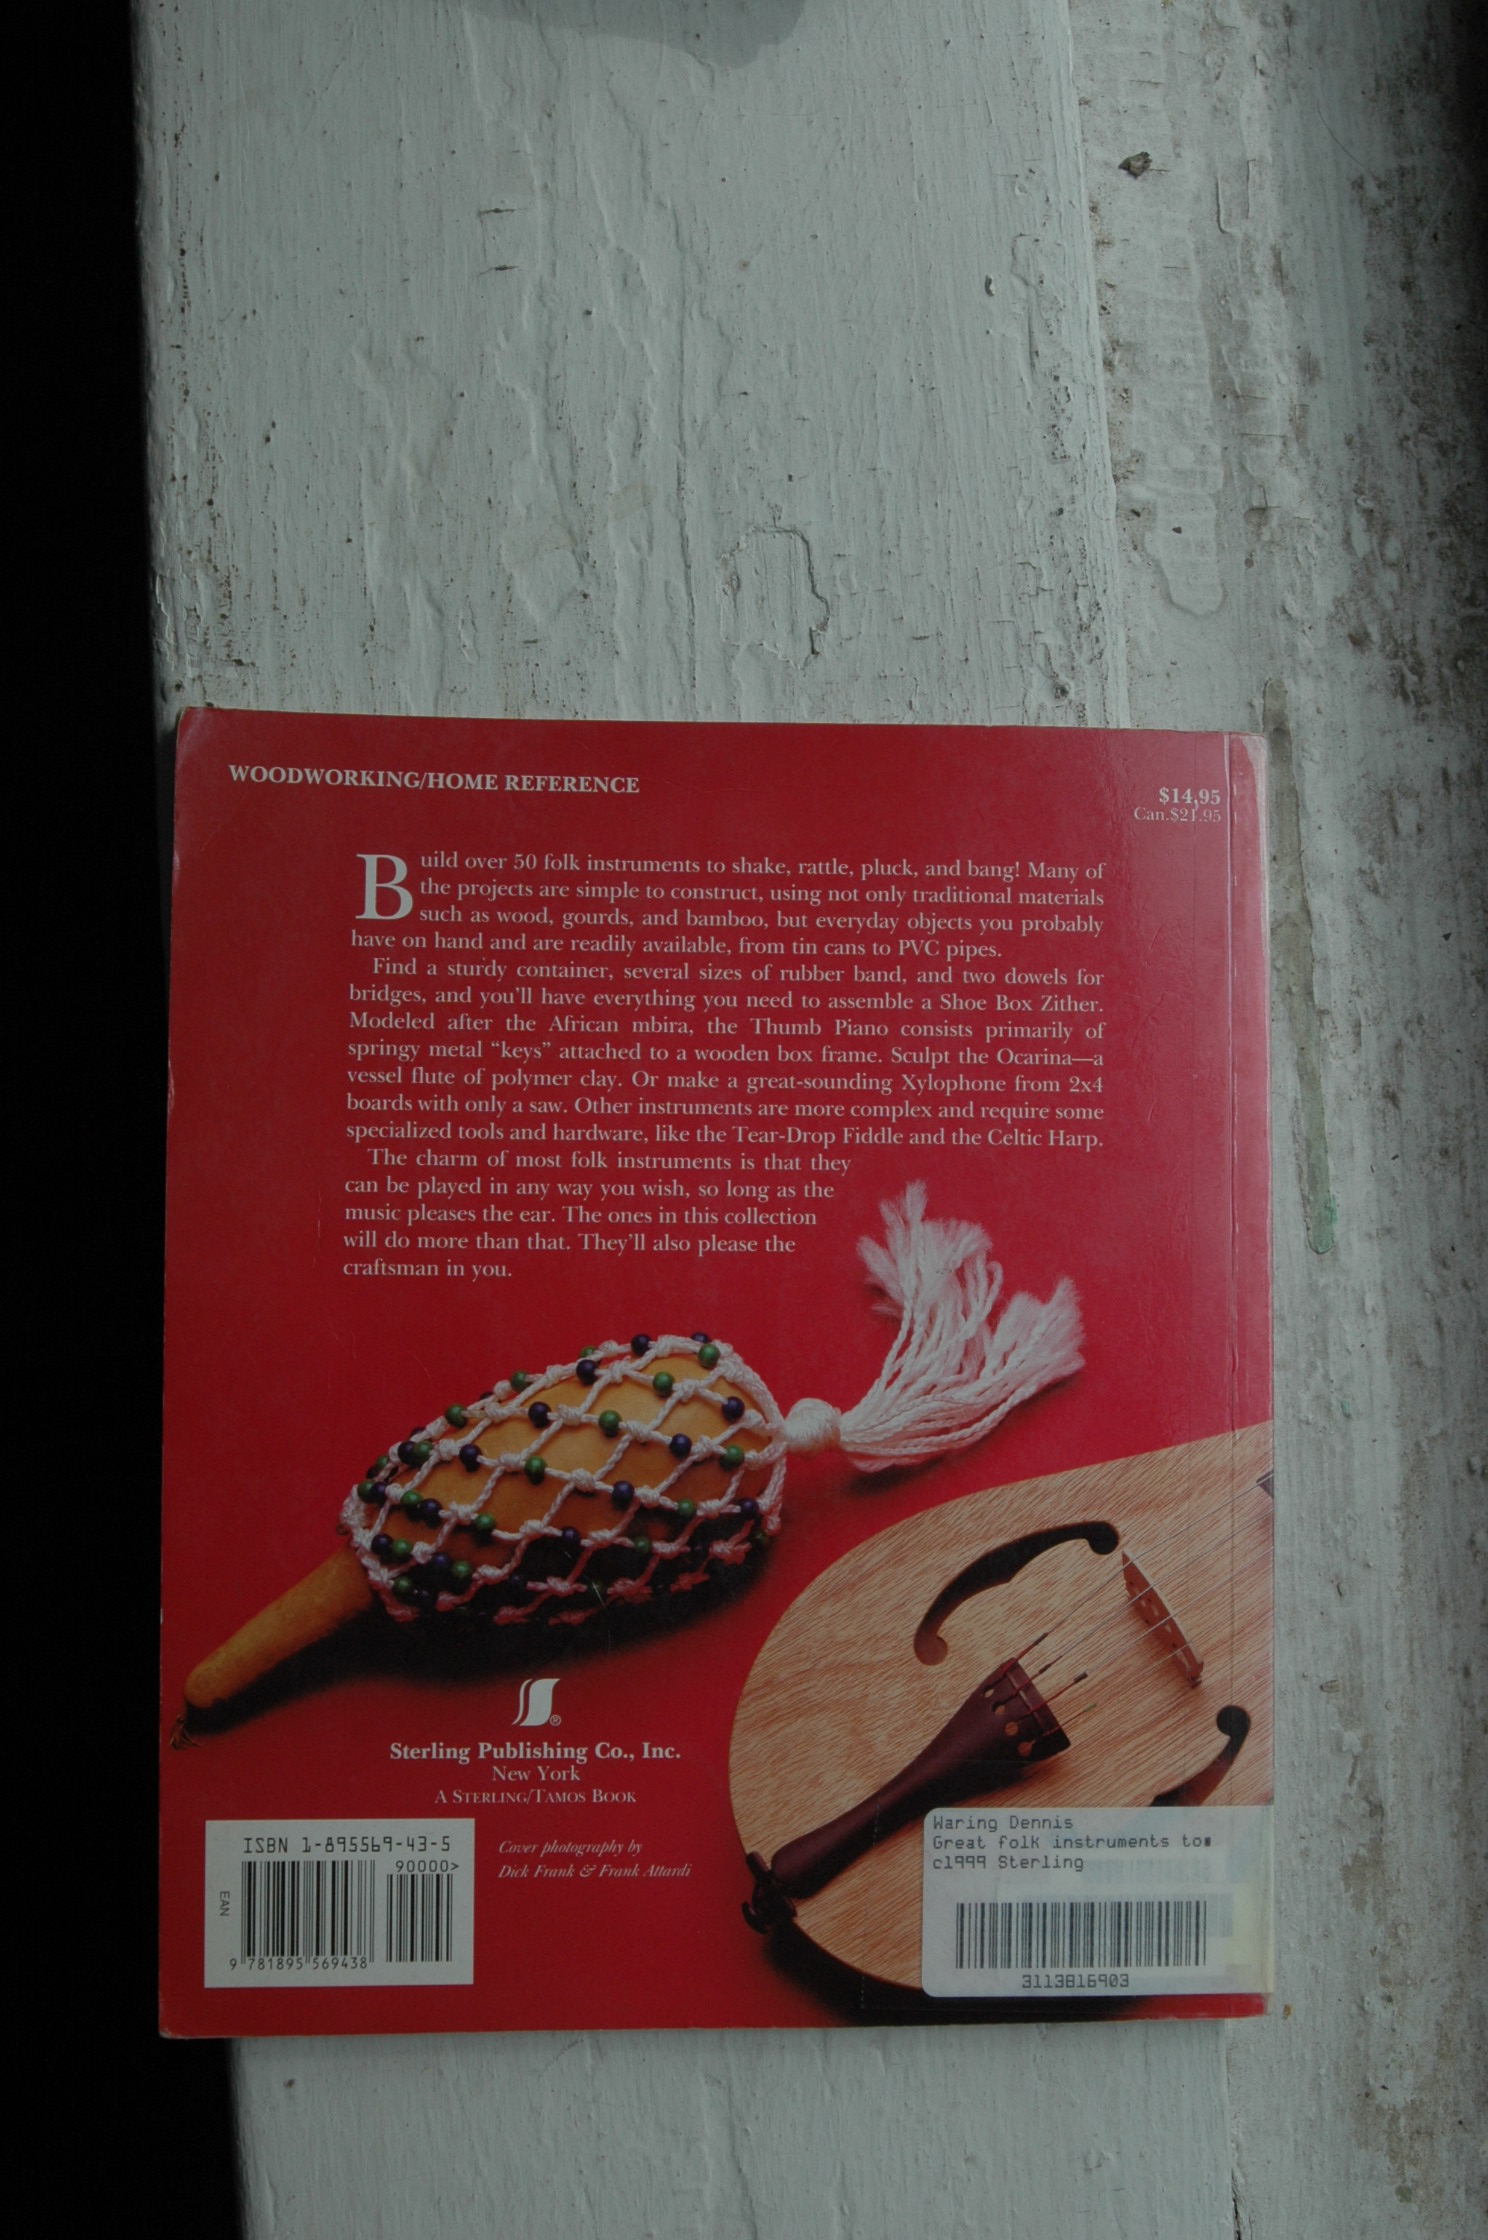 WOODWORKING/HOME REFERENCE
$14.95
Can.$21.95
Build over 50 folk instruments to shake, rattle, pluck, and bang! Many of
the projects are simple to construct, using not only traditional materials
such as wood, gourds, and bamboo, but everyday objects you probably
have on hand and are readily available, from tin cans to PVC pipes.
Find a sturdy container, several sizes of rubber band, and two dowels for
bridges, and you'll have everything you need to assemble a Shoe Box Zither.
Modeled after the African mbira, the Thumb Piano consists primarily of
springy metal “keys” attached to a wooden box frame. Sculpt the Ocarina—a
vessel flute of polymer clay. Or make a great-sounding Xylophone from 2x4
boards with only a saw. Other instruments are more complex and require some
specialized tools and hardware, like the Tear-Drop Fiddle and the Celtic Harp.
The charm of most folk instruments is that they
can be played in any way you wish, so long as the
music pleases the ear. The ones in this collection
will do more than that. They'll also please the
craftsman in you.
®
Sterling Publishing Co., Inc.
New York
A STERLING/TAMOS BOOK
Cover photography by
Dick Frank & Frank Attardi
ISBN 1-895569-43-5
90000>
EAN
9 781895 569438
Waring Dennis
Great folk instruments to
c1999 Sterling
3113816903